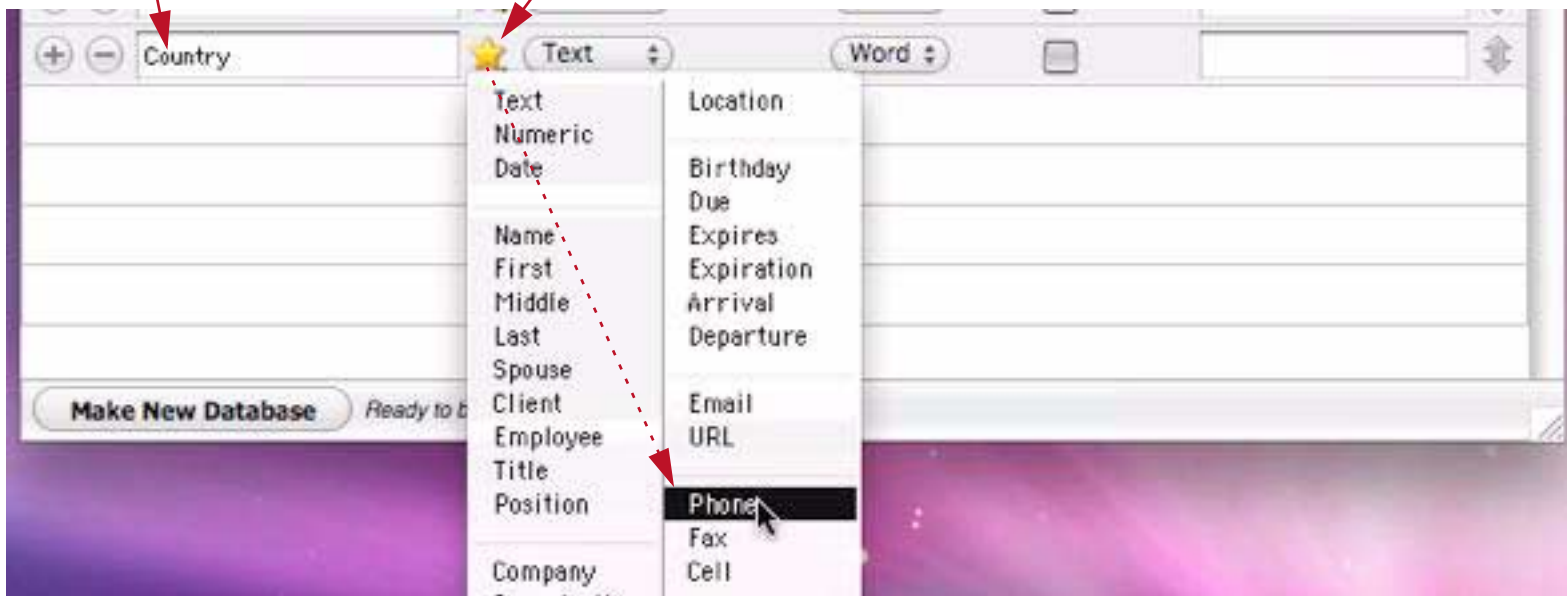 Country
Text
Word
Text
Numeric
Date
Name
First
Middle
Last
Spouse
Client
Employee
Title
Position
Company
Location
Birthday
Due
Expires
Expiration
Arrival
Departure
Email
URL
Phone
Fax
Cell
Make New Database
Ready to b